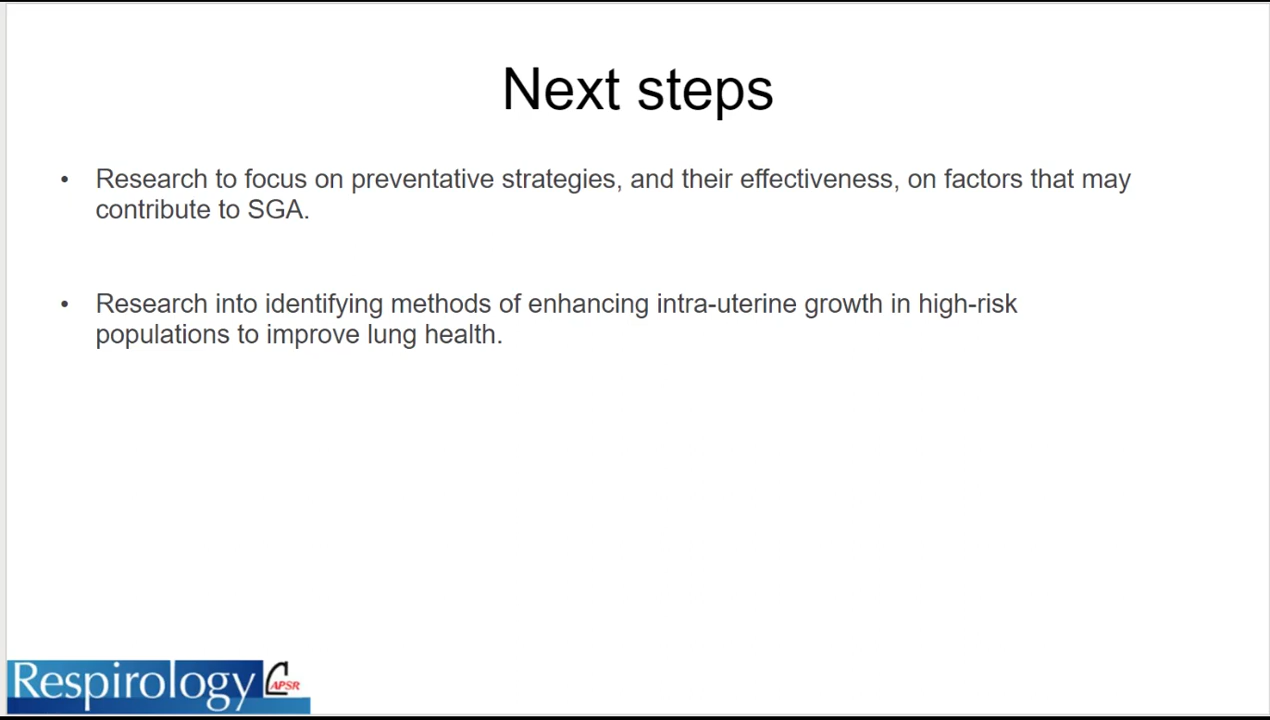 Next steps
• Research to focus on preventative strategies, and their effectiveness, on factors that may
contribute to SGA.
• Research into identifying methods of enhancing intra-uterine growth in high-risk
populations to improve lung health.
Respirology APSR